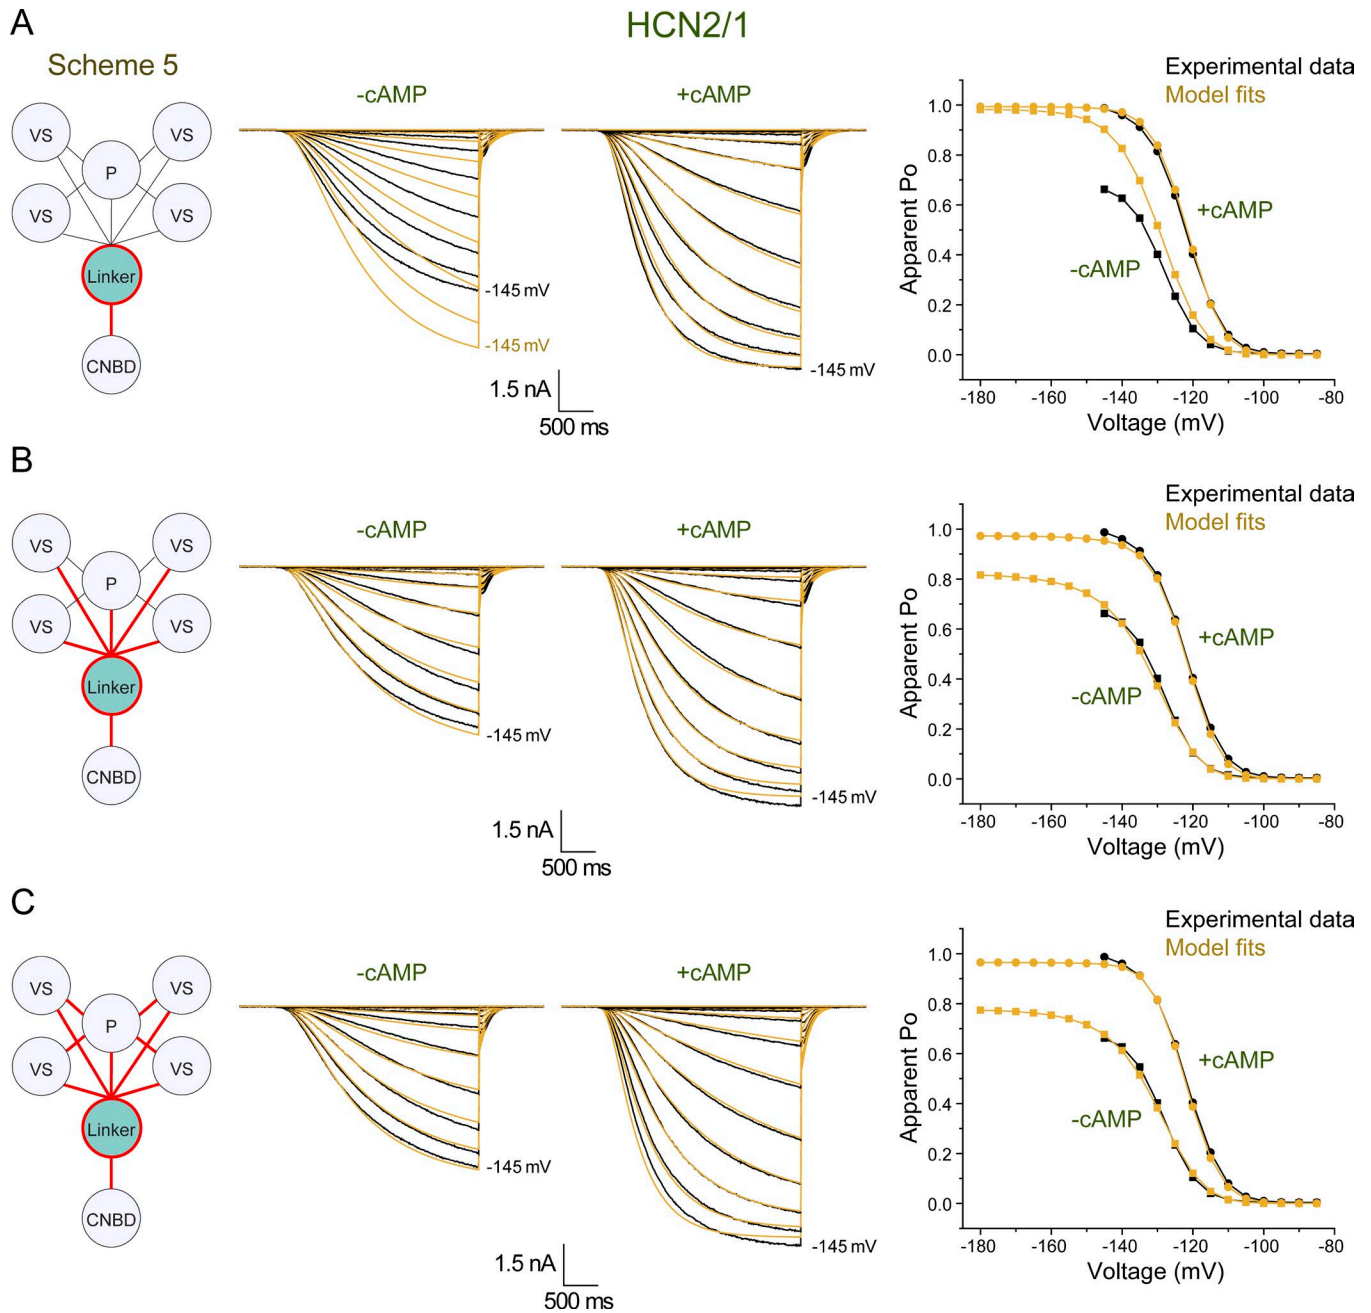 A
HCN2/1
Scheme 5
VS
VS
P
VS
VS
Linker
CNBD
-cAMP
+cAMP
-145 mV
-145 mV
-145 mV
1.5 nA
500 ms
Experimental data
Model fits
Apparent Po
1.0
0.8
0.6
0.4
0.2
0.0
+cAMP
-cAMP
-180 -160 -140 -120 -100 -80
Voltage (mV)
B
VS
VS
P
VS
VS
Linker
CNBD
-cAMP
+cAMP
-145 mV
-145 mV
1.5 nA
500 ms
Experimental data
Model fits
Apparent Po
1.0
0.8
0.6
0.4
0.2
0.0
+cAMP
-cAMP
-180 -160 -140 -120 -100 -80
Voltage (mV)
C
VS
VS
P
VS
VS
Linker
CNBD
-cAMP
+cAMP
-145 mV
-145 mV
1.5 nA
500 ms
Experimental data
Model fits
Apparent Po
1.0
0.8
0.6
0.4
0.2
0.0
+cAMP
-cAMP
-180 -160 -140 -120 -100 -80
Voltage (mV)